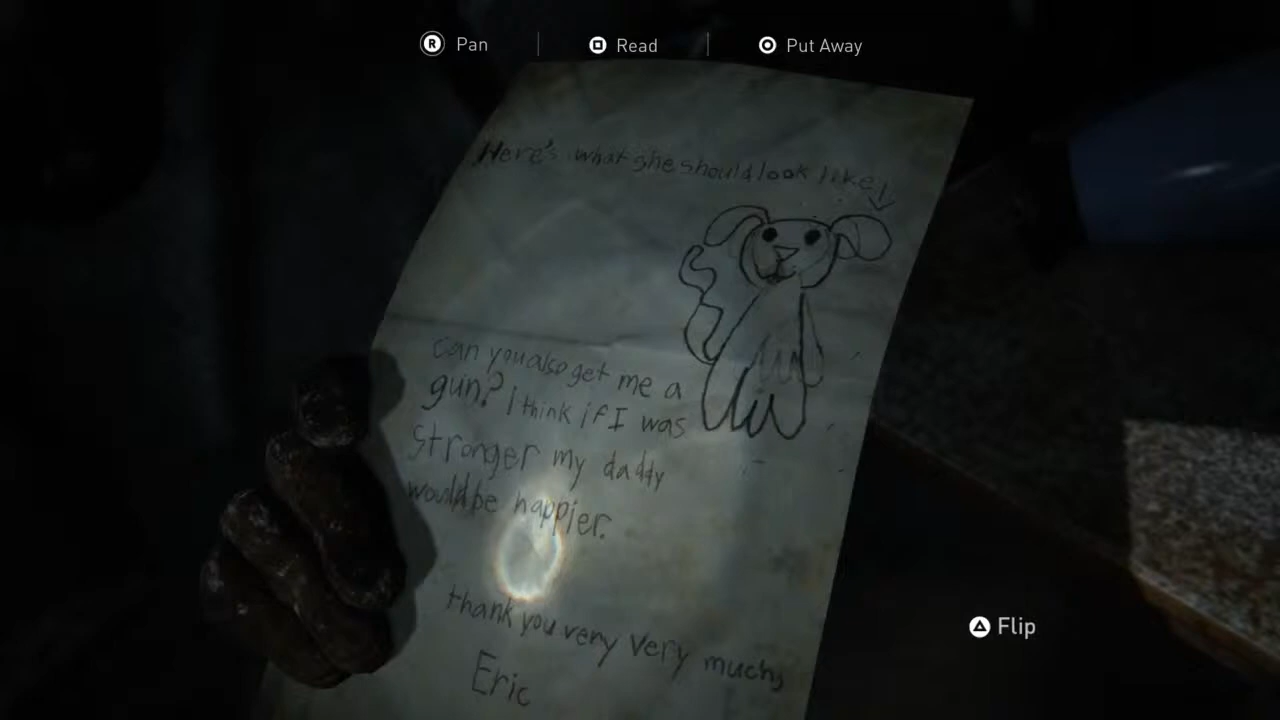 R Pan | Read | Put Away
Here's what she should look like
can you also get me a
gun? I think if I was
stronger my daddy
would be happier.
Flip
thank you very very much,
Eric